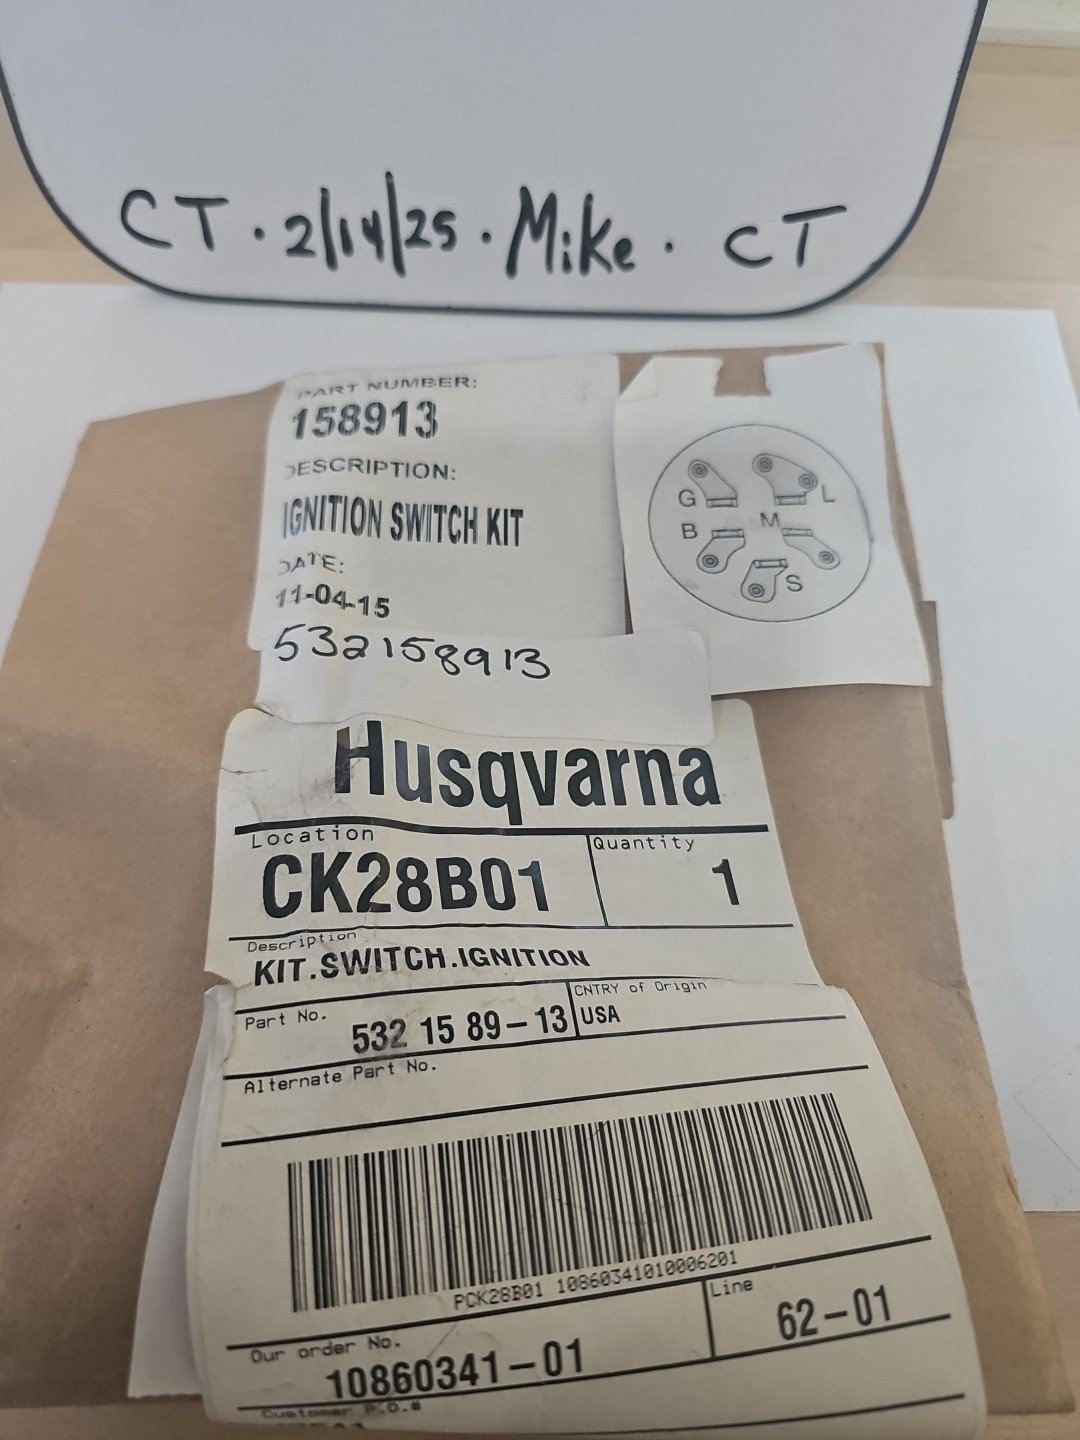 CT · 2/14/25 · Mike · CT
PART NUMBER:
158913
DESCRIPTION:
IGNITION SWITCH KIT
DATE:
11-04-15
G L
B M
S
532158913
Husqvarna
Location Quantity
CK28B01 1
Description
KIT.SWITCH.IGNITION
Part No. CNTRY of Origin
532 15 89-13 USA
Alternate Part No.
PCK28B01 10860341010006201
Our order No. Line
10860341-01 62-01
Customer P.O.#